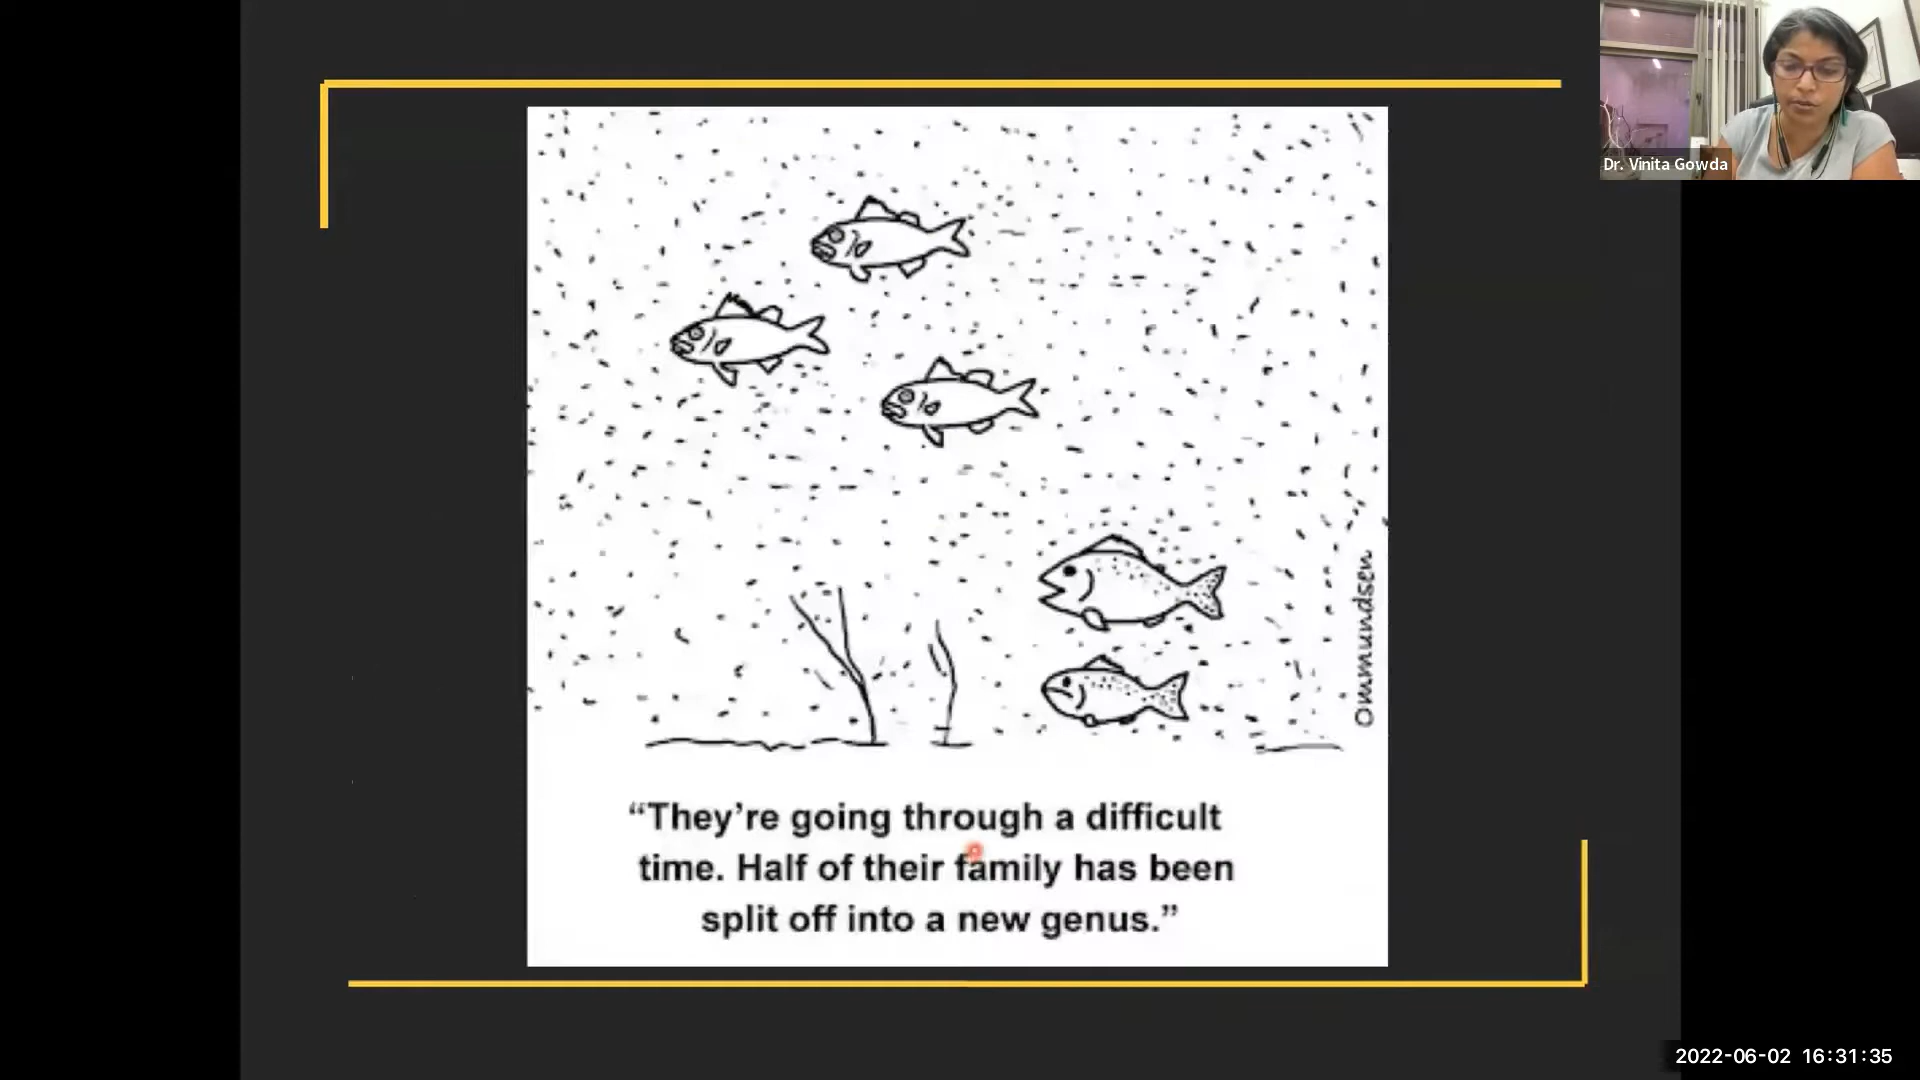 Dr. Vinita Gowda
Ommundsen
“They’re going through a difficult
time. Half of their family has been
split off into a new genus.”
2022-06-02 16:31:35